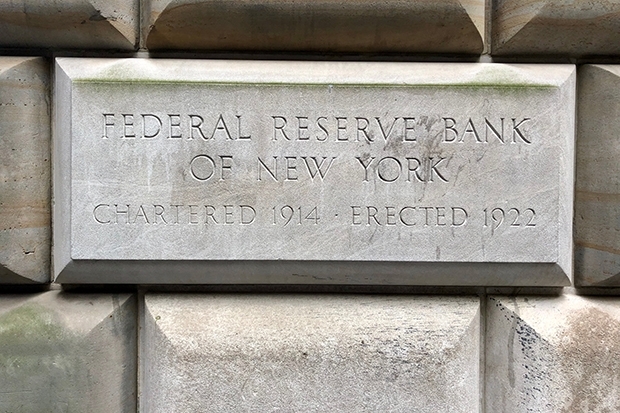 FEDERAL RESERVE BANK
OF NEW YORK
CHARTERED 1914 · ERECTED 1922